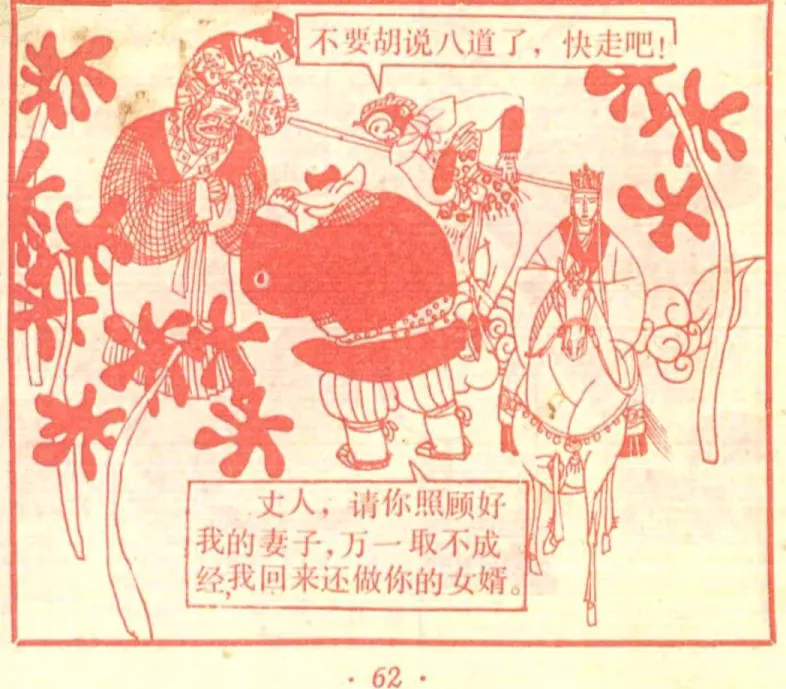 不要胡说八道了，快走吧！
丈人，请你照顾好
我的妻子，万一取不成
经，我回来还做你的女婿。
· 62 ·